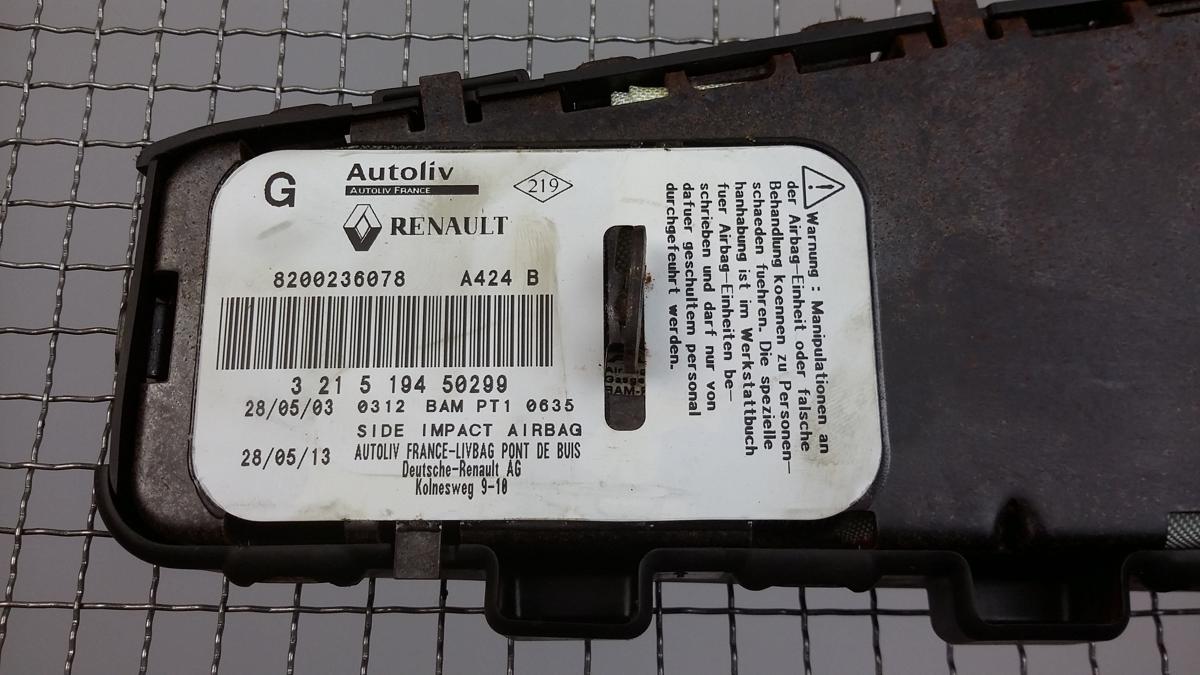 G
Autoliv
AUTOLIV FRANCE
219
RENAULT
8200236078 A424 B
3 21 5 194 50299
28/05/03 0312 BAM PT1 0635
SIDE IMPACT AIRBAG
28/05/13 AUTOLIV FRANCE-LIVBAG PONT DE BUIS
Deutsche-Renault AG
Kolnesweg 9-10
Warnung : Manipulationen an
der Airbag-Einheit oder falsche
Behandlung koennen zu Personen-
schaeden fuehren. Die spezielle
hanhabung ist im Werkstattbuch
fuer Airbag-Einheiten be-
schrieben und darf nur von
dafuer geschultem personal
durchgefeuhrt werden.